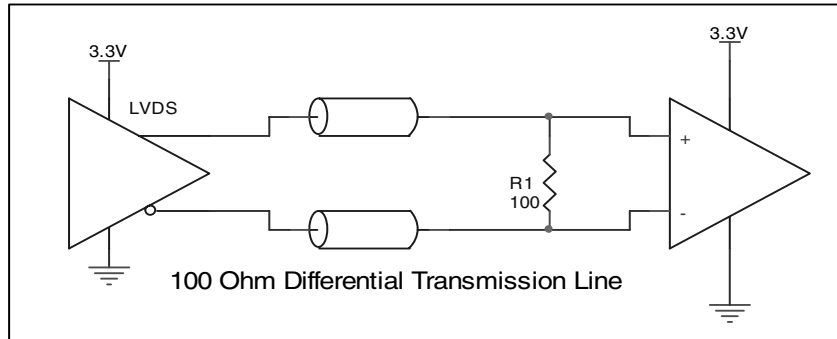 3.3V
3.3V
LVDS
+
R1
100
-
100 Ohm Differential Transmission Line